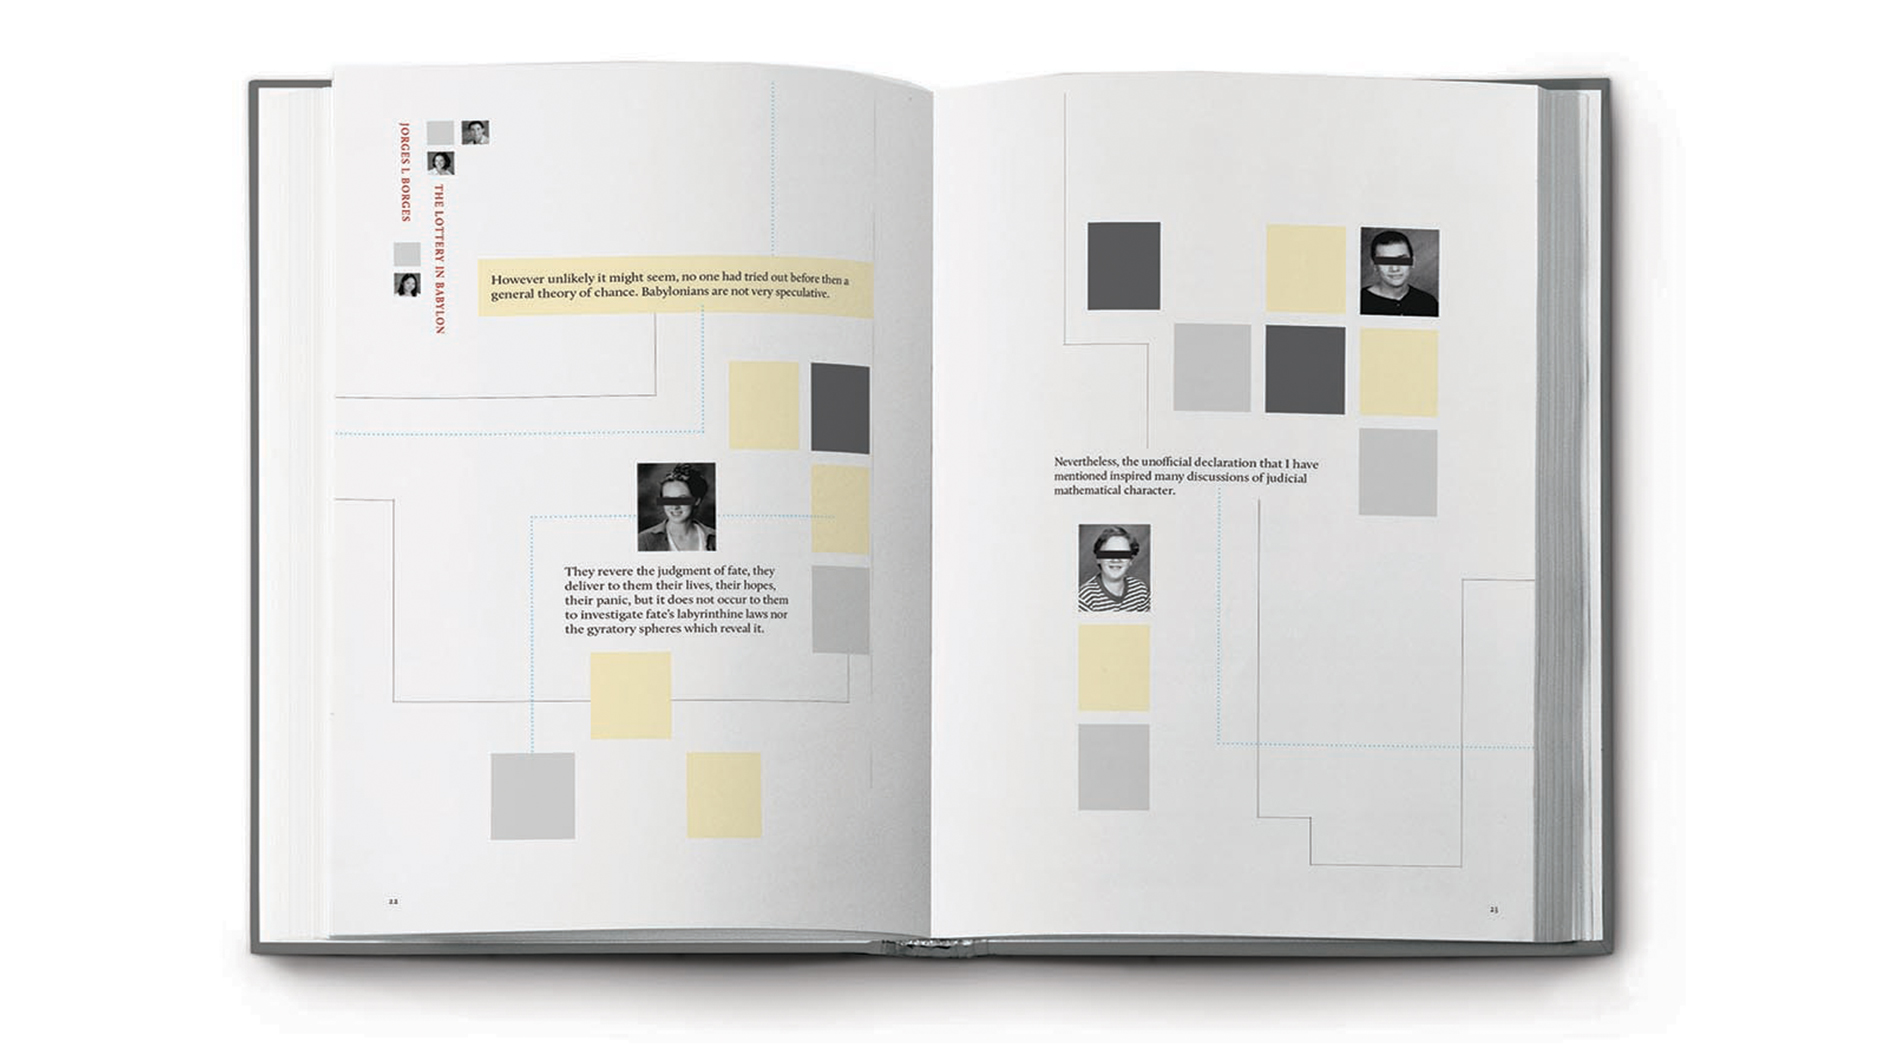 JORGES L BORGES
THE LOTTERY IN BABYLON
However unlikely it might seem, no one had tried out before then a
general theory of chance. Babylonians are not very speculative.
They revere the judgment of fate, they
deliver to them their lives, their hopes,
their panic, but it does not occur to them
to investigate fate's labyrinthine laws nor
the gyratory spheres which reveal it.
22
Nevertheless, the unofficial declaration that I have
mentioned inspired many discussions of judicial
mathematical character.
23